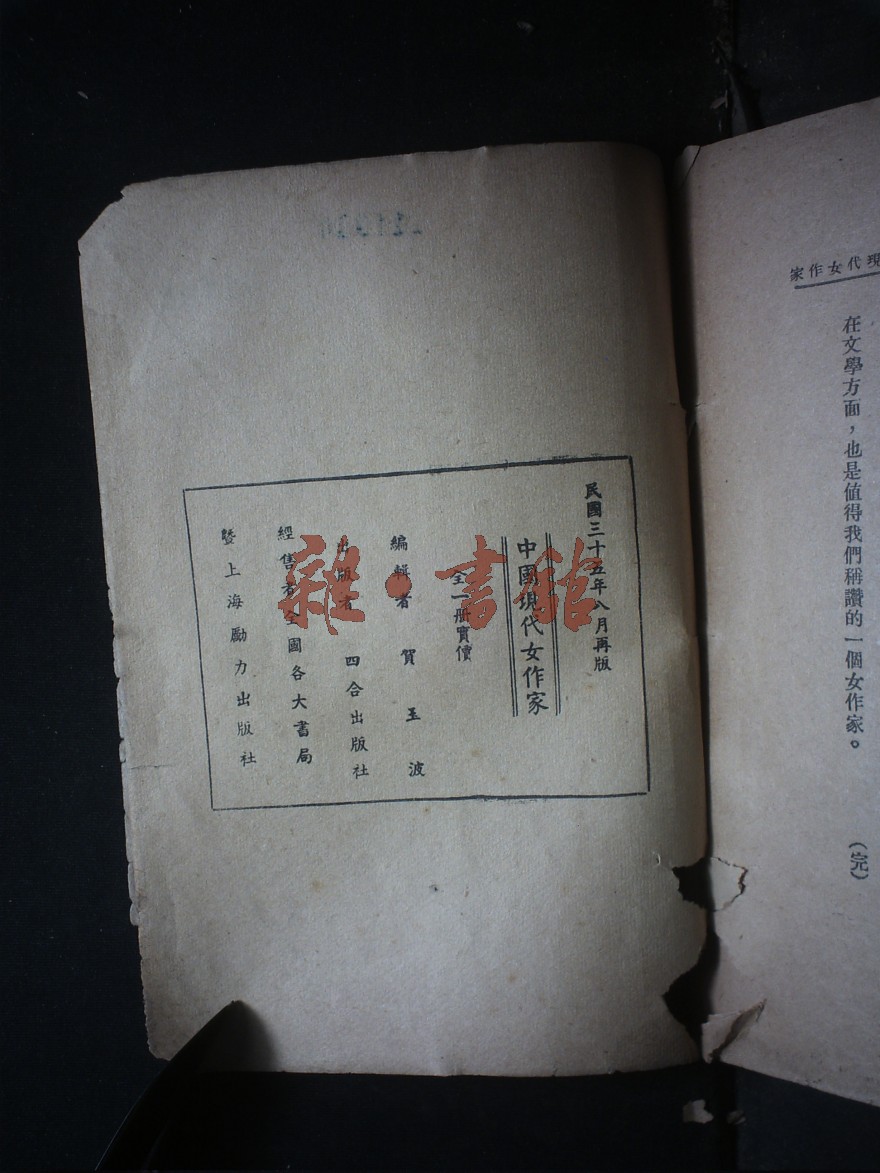 現代女作家
在文學方面，也是値得我們稱讚的一個女作家。
(完)
民國三十五年八月再版
中國現代女作家
全一册實價
編輯者 賀玉波
出版者 四合出版社
經售者全國各大書局
暨上海勵力出版社
雜·書館